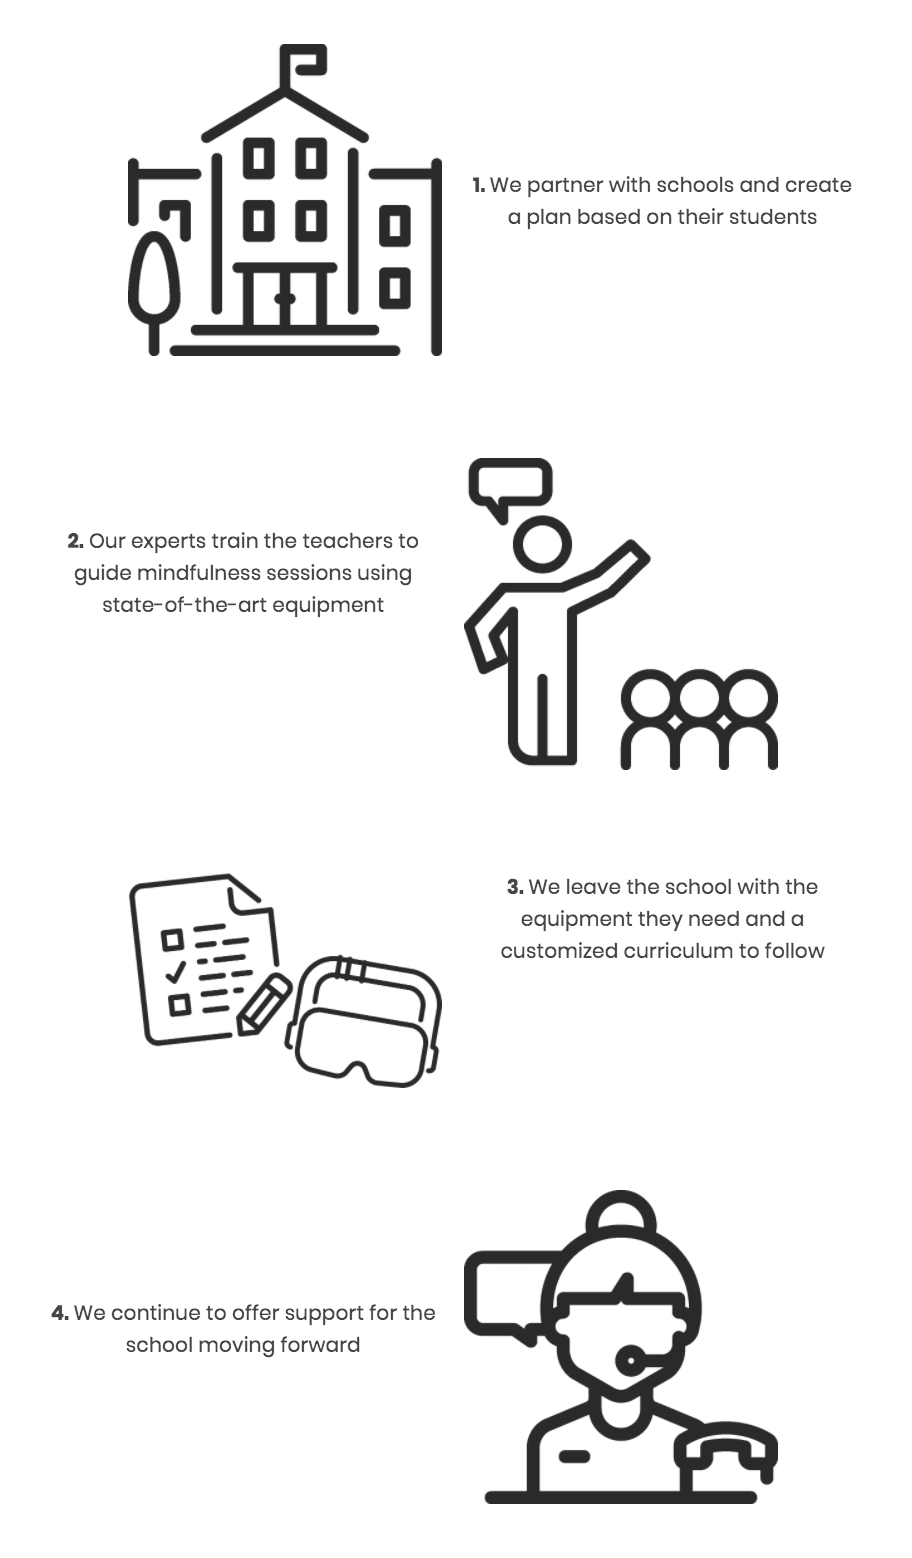 1. We partner with schools and create
a plan based on their students
2. Our experts train the teachers to
guide mindfulness sessions using
state-of-the-art equipment
3. We leave the school with the
equipment they need and a
customized curriculum to follow
4. We continue to offer support for the
school moving forward